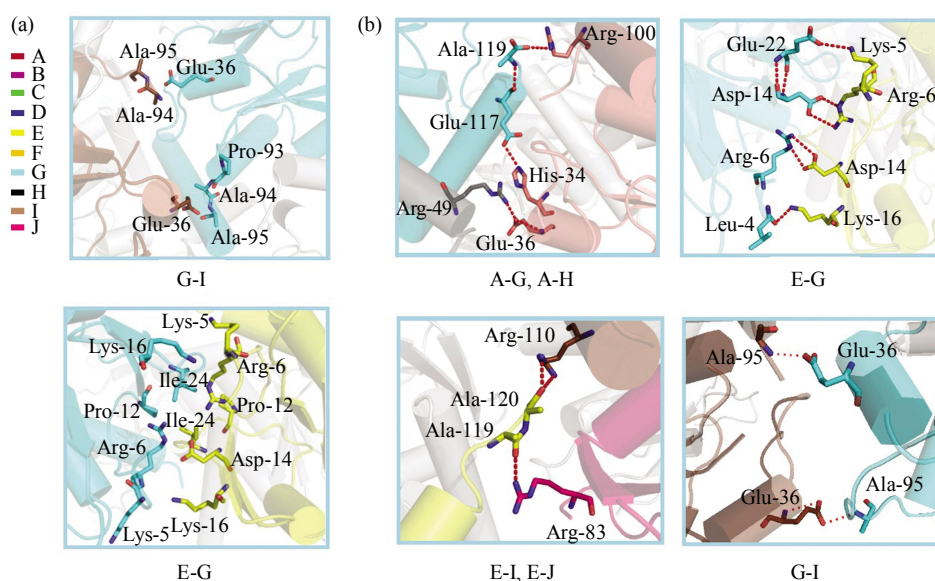 (a)
A
B
C
D
E
F
G
H
I
J
Ala-95
Glu-36
Ala-94
Pro-93
Ala-94
Glu-36
Ala-95
G-I
(b)
Ala-119
Arg-100
Glu-117
His-34
Arg-49
Glu-36
A-G, A-H
Glu-22
Lys-5
Asp-14
Arg-6
Arg-6
Asp-14
Leu-4
Lys-16
E-G
Lys-5
Lys-16
Arg-6
Ile-24
Pro-12
Pro-12
Ile-24
Arg-6
Asp-14
Lys-5
Lys-16
E-G
Arg-110
Ala-120
Ala-119
Arg-83
E-I, E-J
Ala-95
Glu-36
Glu-36
Ala-95
G-I